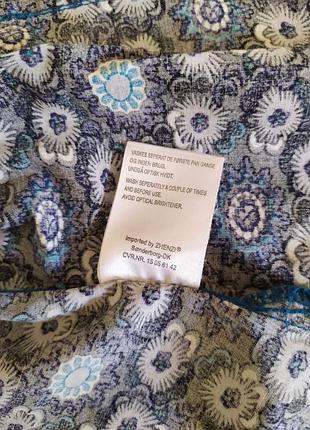 VASKES SEPERAT DE FØRSTE PAR GANGE
OG INDEN BRUG.
UNDGÅ OPTISK HVIDT.
WASH SEPERATELY A COUPLE OF TIMES
AND BEFORE USE.
AVOID OPTICAL BRIGHTENER.
Imported by ZHENZI®
Sønderborg-DK
CVR.NR. 15 05 61 42